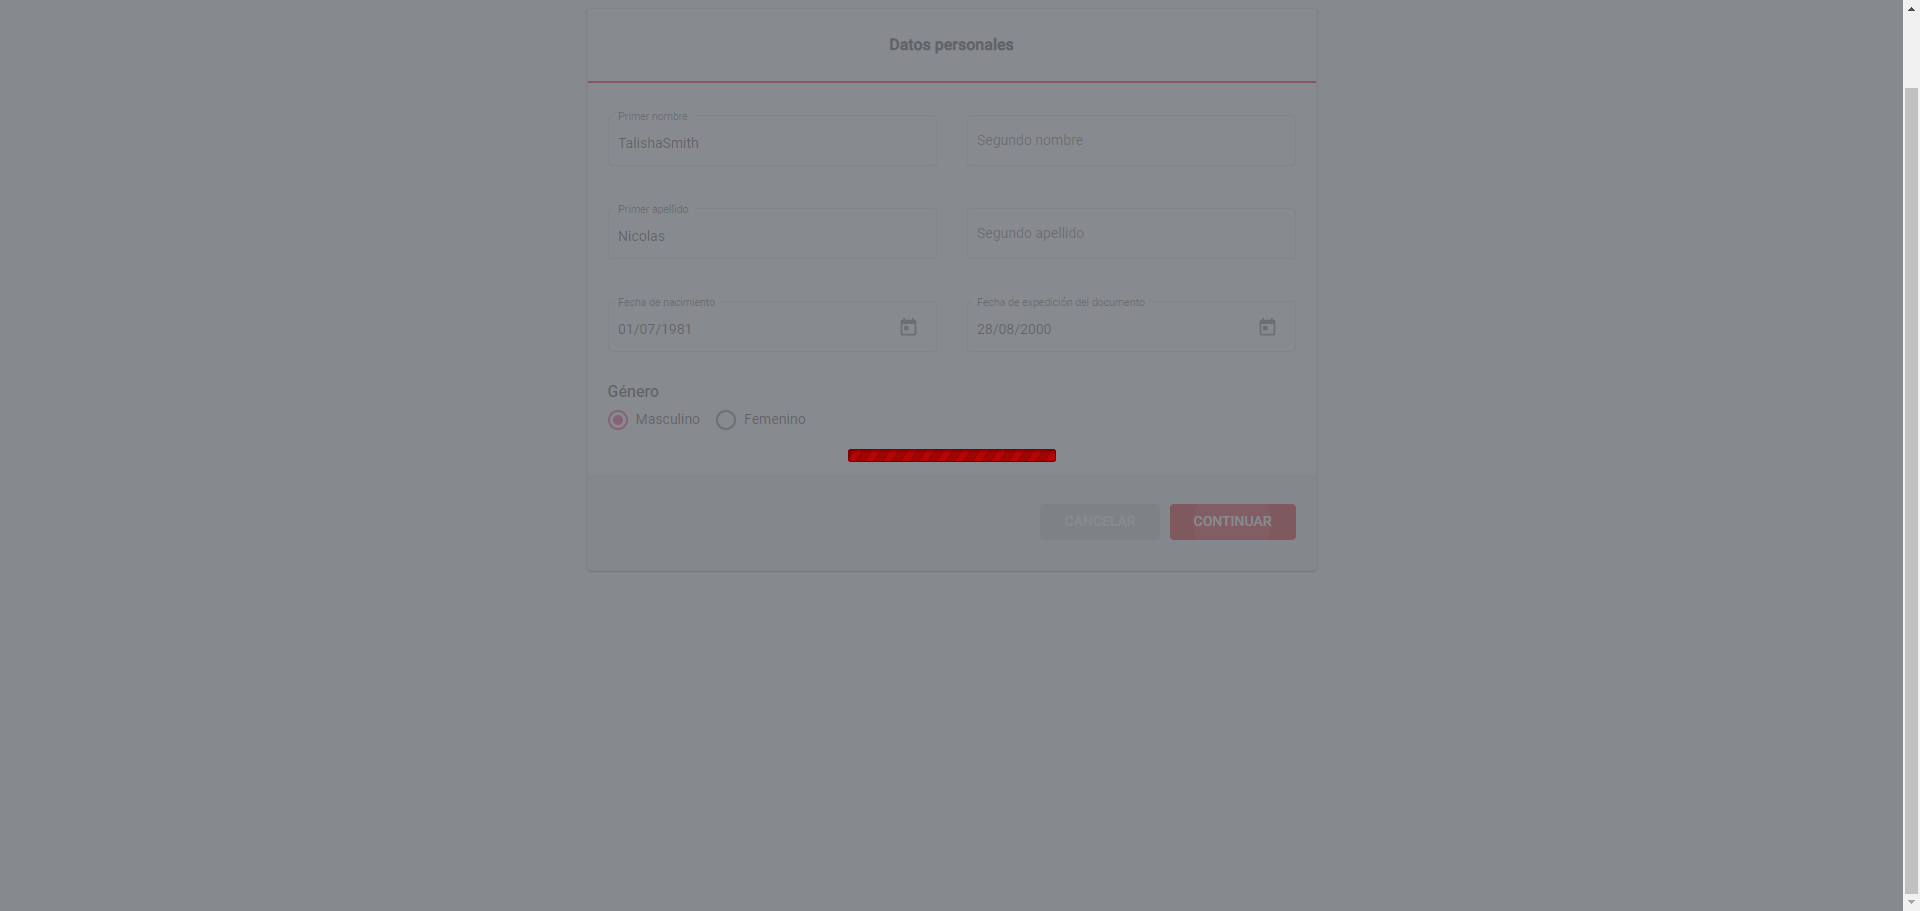 Datos personales
Primer nombre
TalishaSmith
Segundo nombre
Primer apellido
Nicolas
Segundo apellido
Fecha de nacimiento
01/07/1981
Fecha de expedición del documento
28/08/2000
Género
Masculino Femenino
CANCELAR CONTINUAR